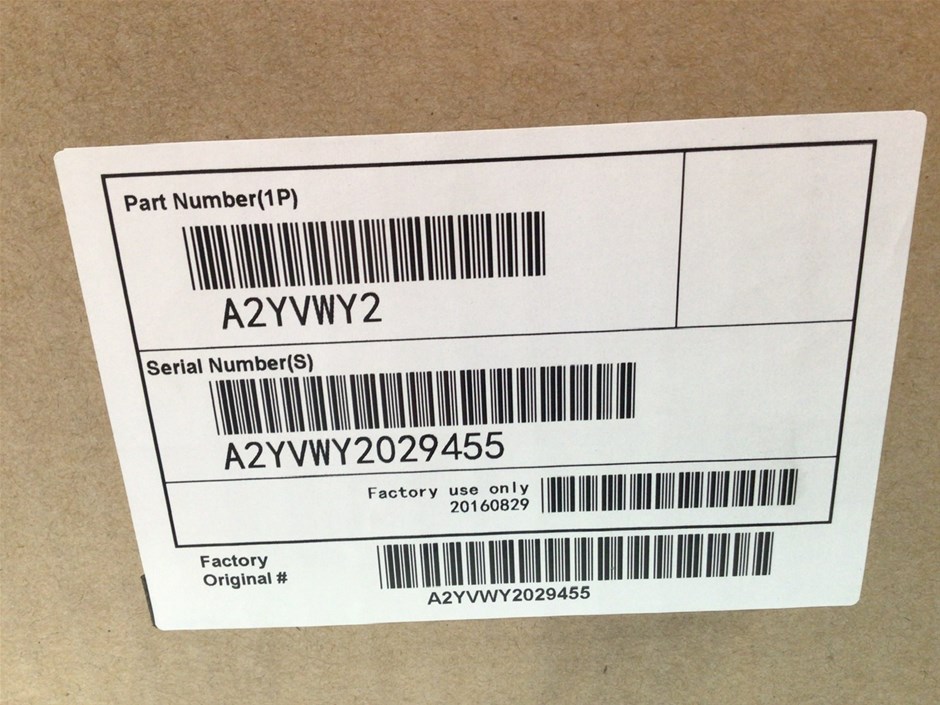 Part Number(1P)
A2YVWY2
Serial Number(S)
A2YVWY2029455
Factory use only
20160829
Factory
Original #
A2YVWY2029455